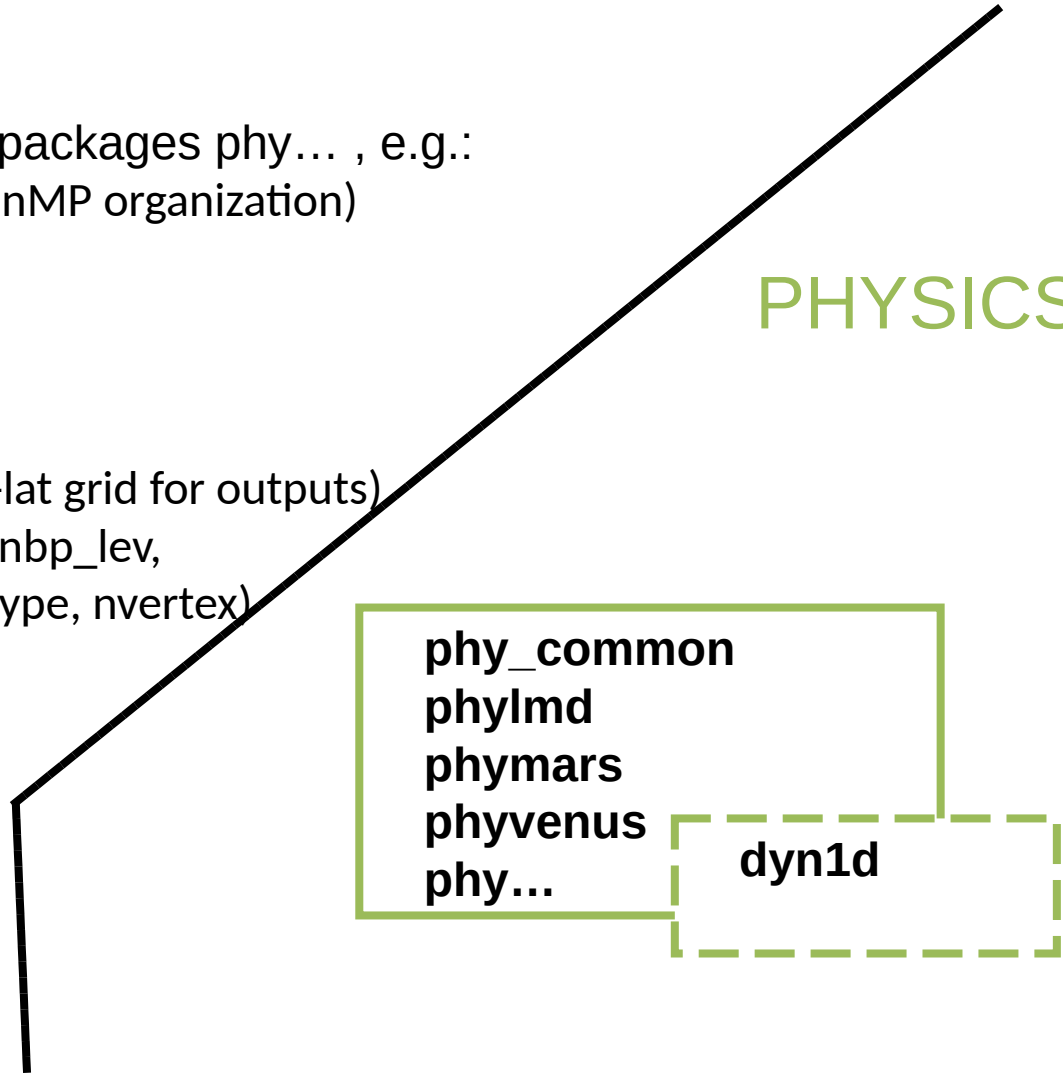 packages phy… , e.g.:
nMP organization)
PHYSICS
-lat grid for outputs)
nbp_lev,
ype, nvertex)
phy_common
phylmd
phymars
phyvenus
phy…
dyn1d